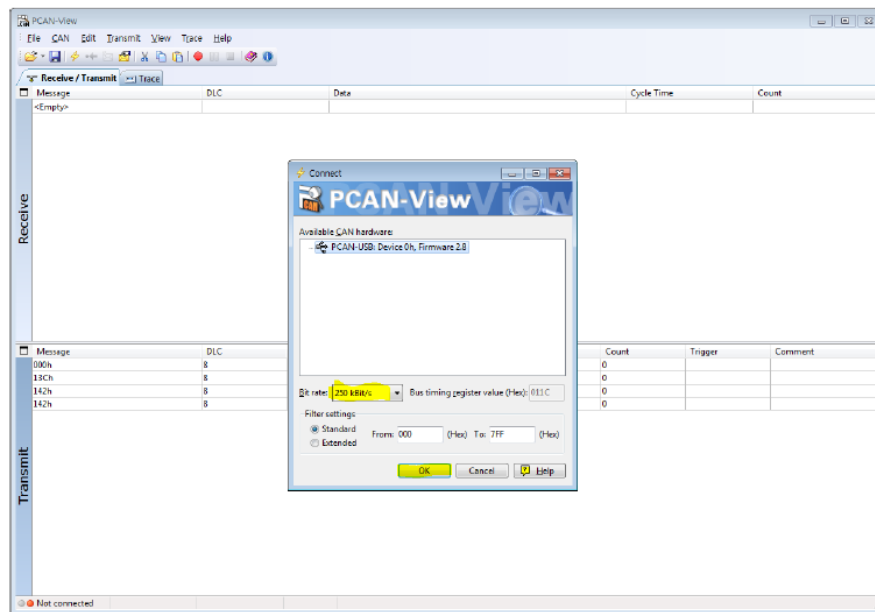 PCAN-View
File CAN Edit Transmit View Trace Help
Receive / Transmit Trace
Message DLC Data Cycle Time Count
<Empty>
Receive
Connect
PCAN-View
Available CAN hardware:
PCAN-USB: Device 0h, Firmware 2.8
Bit rate: 250 kBit/s Bus timing register value (Hex): 011C
Filter settings
Standard
Extended
From: 000 (Hex) To: 7FF (Hex)
OK Cancel Help
Message DLC Count Trigger Comment
000h 8 0
13Ch 8 0
142h 8 0
142h 8 0
Transmit
Not connected